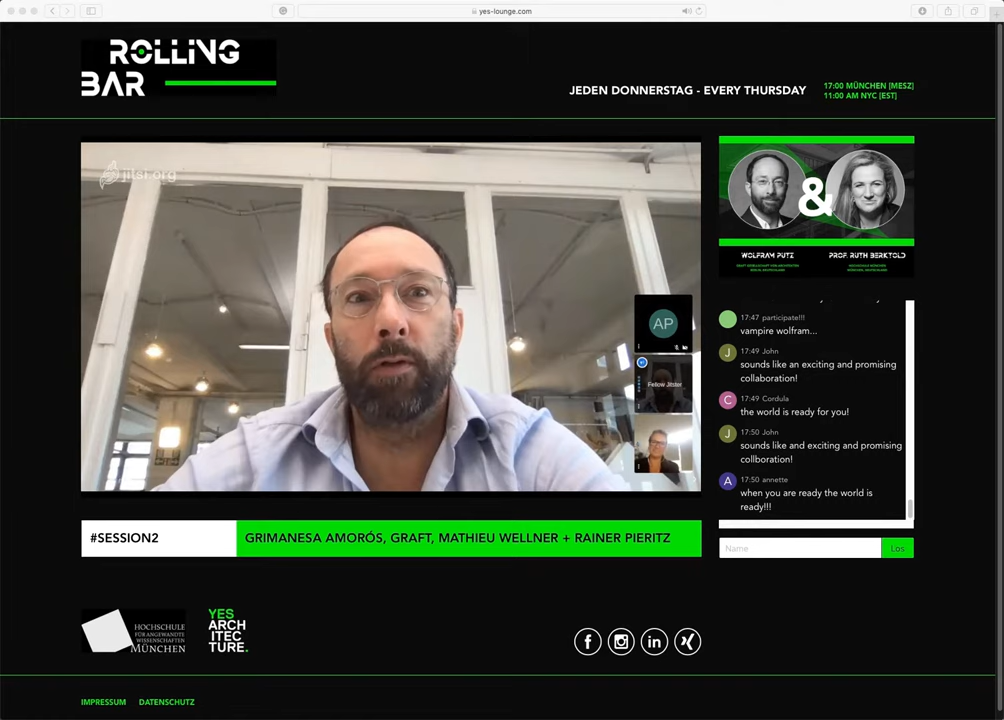 yes-lounge.com
ROLLING
BAR
JEDEN DONNERSTAG - EVERY THURSDAY
17:00 MÜNCHEN [MESZ]
11:00 AM NYC [EST]
jitsi.org
AP
Fellow Jitster
&
WOLFRAM PUTZ
PROF. RUTH BERKTOLD
17:47 participate!!!
vampire wolfram...
J
17:49 John
sounds like an exciting and promising
collaboration!
C
17:49 Cordula
the world is ready for you!
J
17:50 John
sounds like and exciting and promising
collboration!
A
17:50 annette
when you are ready the world is
ready!!!
#SESSION2
GRIMANESA AMORÓS, GRAFT, MATHIEU WELLNER + RAINER PIERITZ
Name
Los
HOCHSCHULE
FÜR ANGEWANDTE
WISSENSCHAFTEN
MÜNCHEN
YES
ARCH
ITEC
TURE.
IMPRESSUM
DATENSCHUTZ